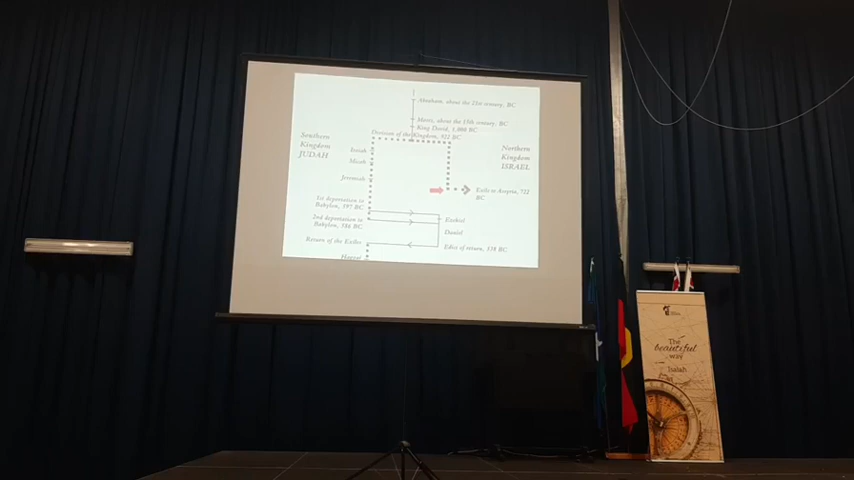 Abraham, about the 21st century, BC
Moses, about the 15th century, BC
King David, 1,000 BC
Division of the Kingdom, 922 BC
Southern
Kingdom
JUDAH
Northern
Kingdom
ISRAEL
Isaiah
Micah
Jeremiah
Exile to Assyria, 722
BC
1st deportation to
Babylon, 597 BC
2nd deportation to
Babylon, 586 BC
Ezekiel
Daniel
Return of the Exiles
Edict of return, 538 BC
Haggai
The
beautiful
way
Isaiah